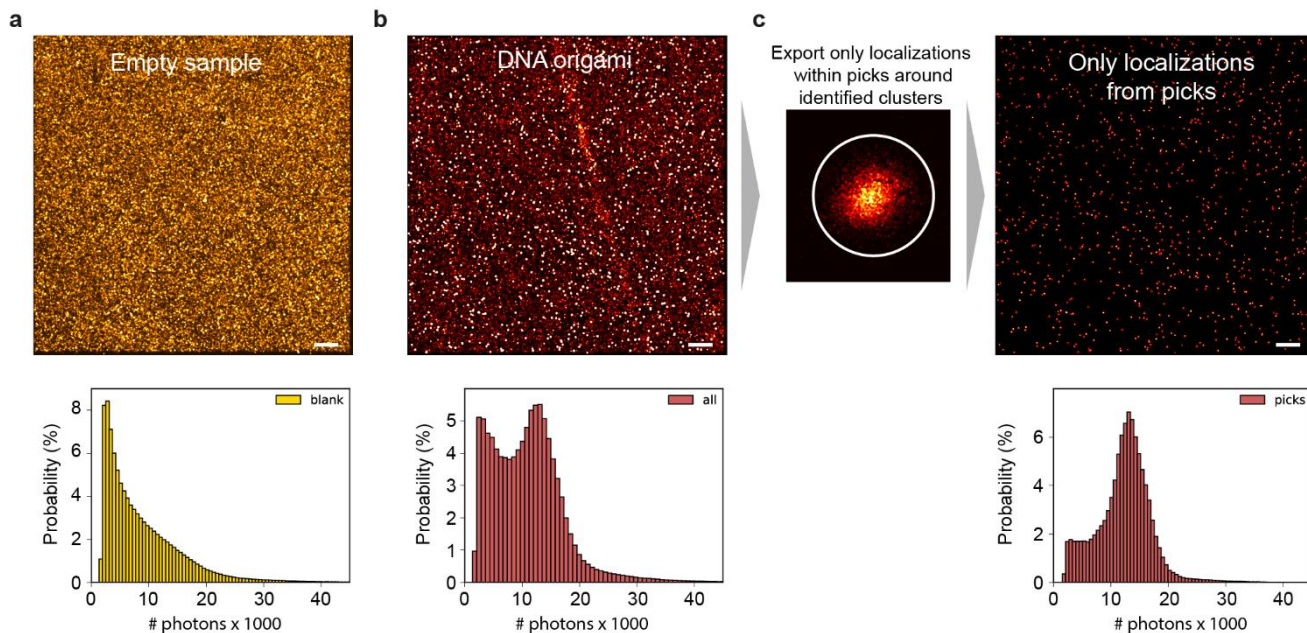 a
b
c
Empty sample
DNA origami
Export only localizations
within picks around
identified clusters
Only localizations
from picks
blank
Probability (%)
8
6
4
2
0
0 10 20 30 40
# photons x 1000
all
Probability (%)
5
4
3
2
1
0
0 10 20 30 40
# photons x 1000
picks
Probability (%)
6
4
2
0
0 10 20 30 40
# photons x 1000